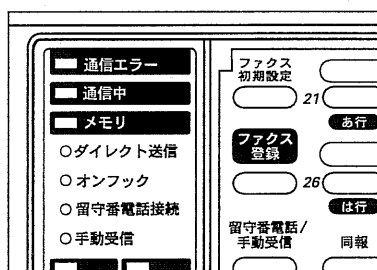 通信エラー
通信中
メモリ
ダイレクト送信
オンフック
留守番電話接続
手動受信
ファクス
初期設定
21
あ行
ファクス
登録
26
は行
留守番電話/
手動受信
同報